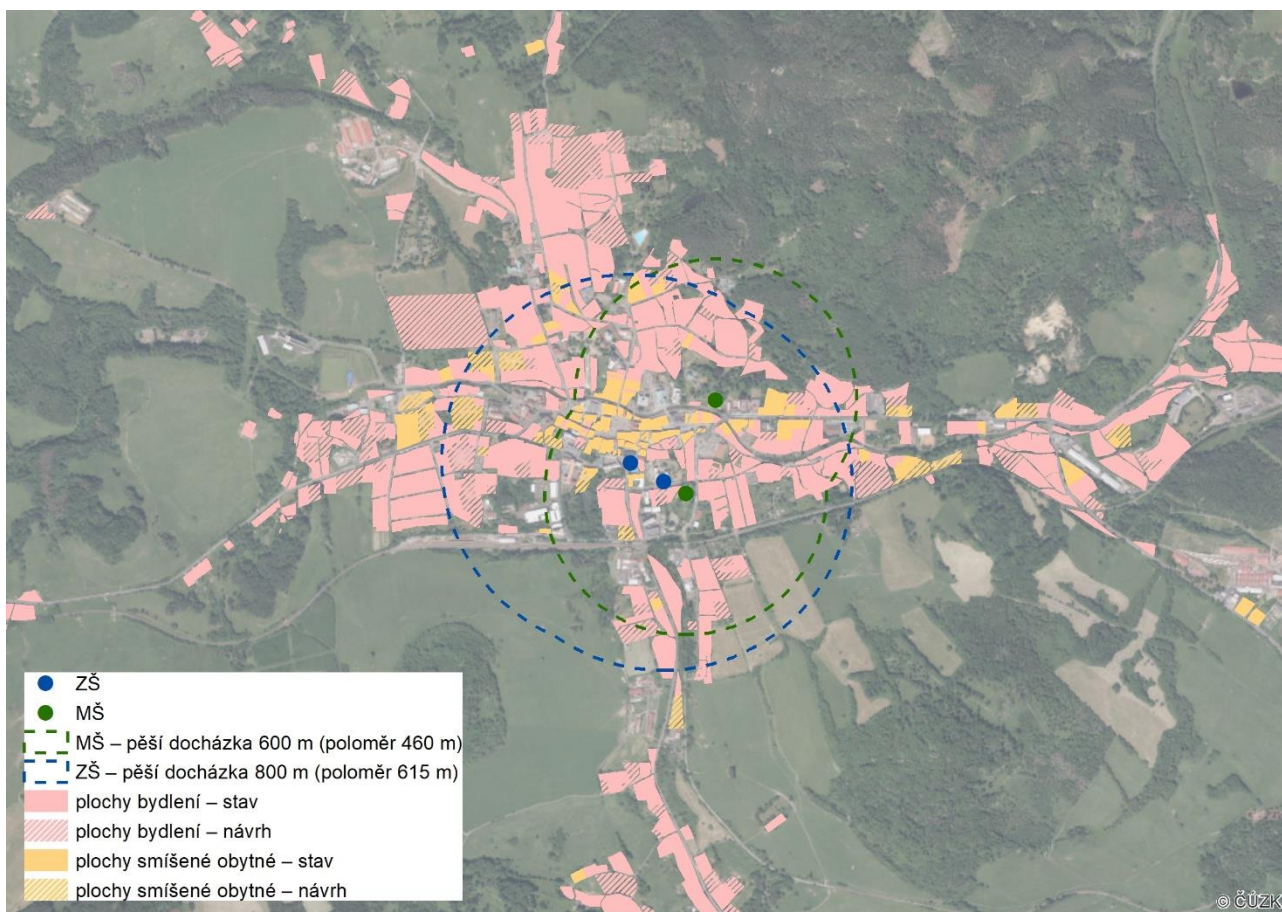 ZŠ
MŠ
MŠ – pěší docházka 600 m (poloměr 460 m)
ZŠ – pěší docházka 800 m (poloměr 615 m)
plochy bydlení – stav
plochy bydlení – návrh
plochy smíšené obytné – stav
plochy smíšené obytné – návrh
© ČÚZK